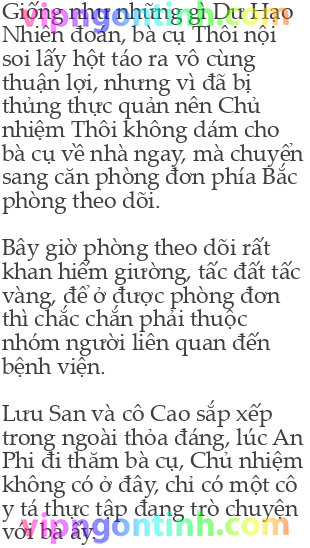 Giống như những gì Dư Hạo
Nhiên đoán, bà cụ Thôi nội
soi lấy hột táo ra vô cùng
thuận lợi, nhưng vì đã bị
thủng thực quản nên Chủ
nhiệm Thôi không dám cho
bà cụ về nhà ngay, mà chuyển
sang căn phòng đơn phía Bắc
phòng theo dõi.
Bây giờ phòng theo dõi rất
khan hiếm giường, tấc đất tấc
vàng, để ở được phòng đơn
thì chắc chắn phải thuộc
nhóm người liên quan đến
bệnh viện.
Lưu San và cô Cao sắp xếp
trong ngoài thỏa đáng, lúc An
Phi đi thăm bà cụ, Chủ nhiệm
không có ở đây, chỉ có một cô
y tá thực tập đang trò chuyện
với bà ấy.
vipngontinh.com
vipngontinh.com